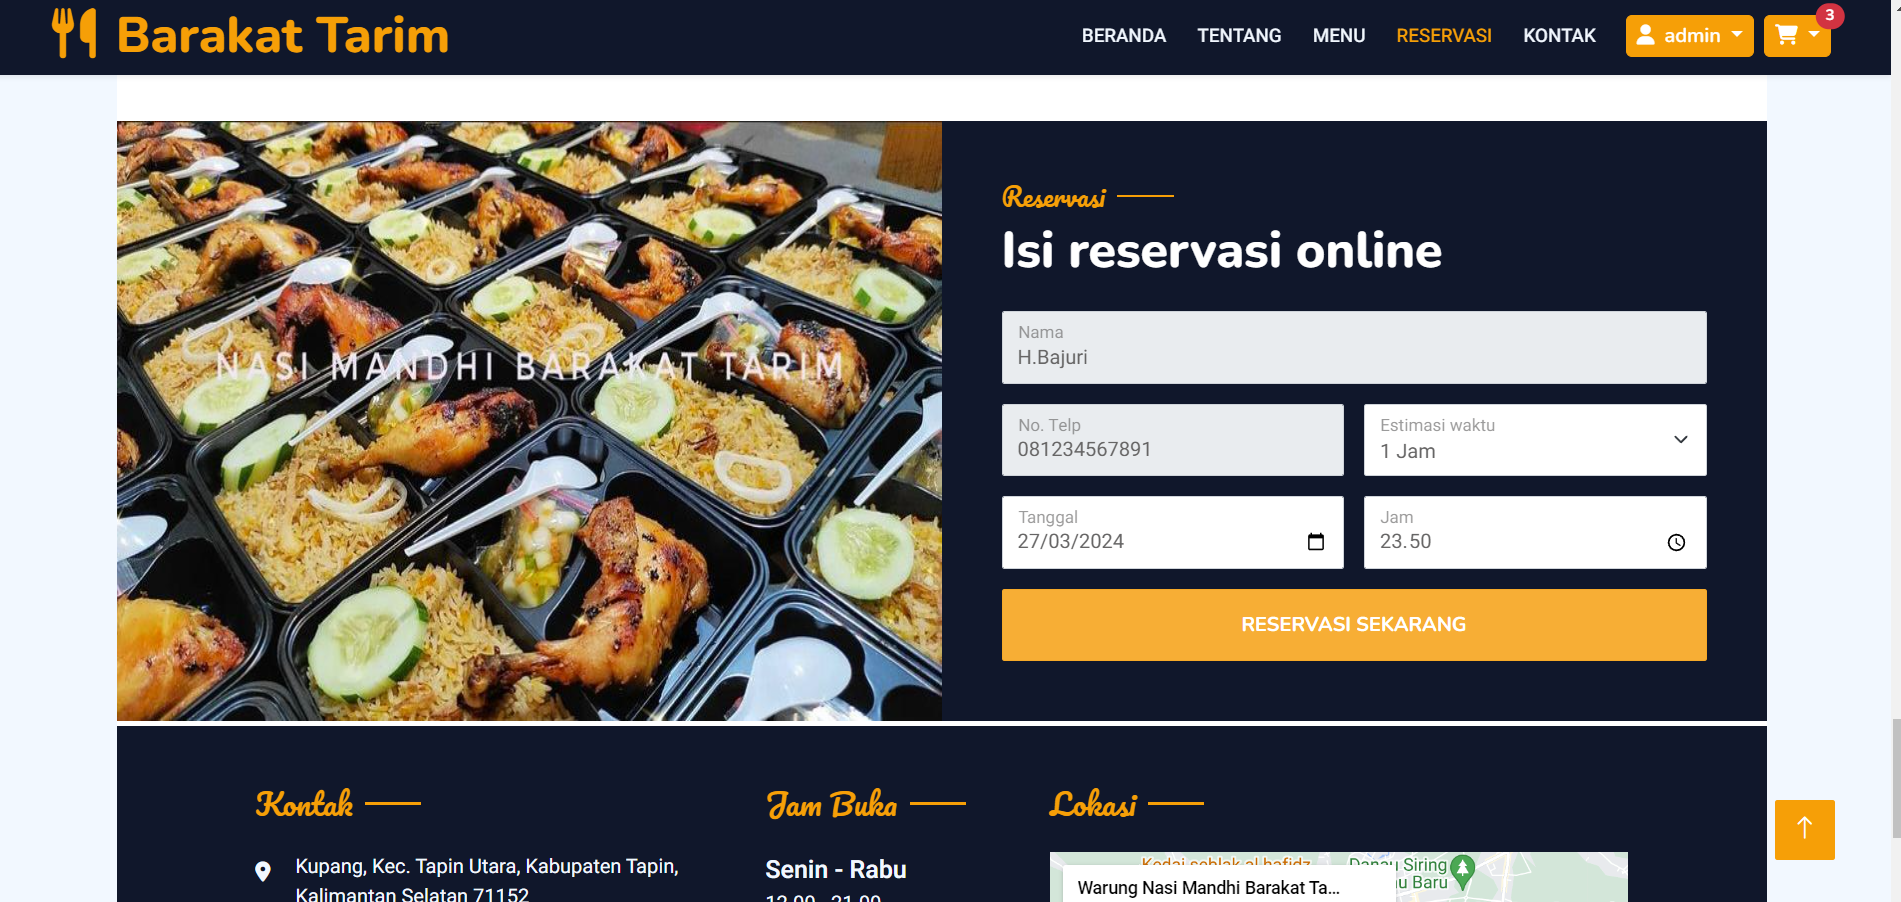 Barakat Tarim
BERANDA TENTANG MENU RESERVASI KONTAK admin 3
NASI MANDHI BARAKAT TARIM
Reservasi
Isi reservasi online
Nama
H.Bajuri
No. Telp
081234567891
Estimasi waktu
1 Jam
Tanggal
27/03/2024
Jam
23.50
RESERVASI SEKARANG
Kontak
Kupang, Kec. Tapin Utara, Kabupaten Tapin,
Kalimantan Selatan 71152
Jam Buka
Senin - Rabu
Lokasi
Kedai seblak al hafidz
Danau Siring
u Baru
Warung Nasi Mandhi Barakat Ta...